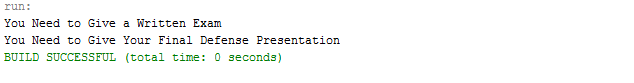 run:
You Need to Give a Written Exam
You Need to Give Your Final Defense Presentation
BUILD SUCCESSFUL (total time: 0 seconds)